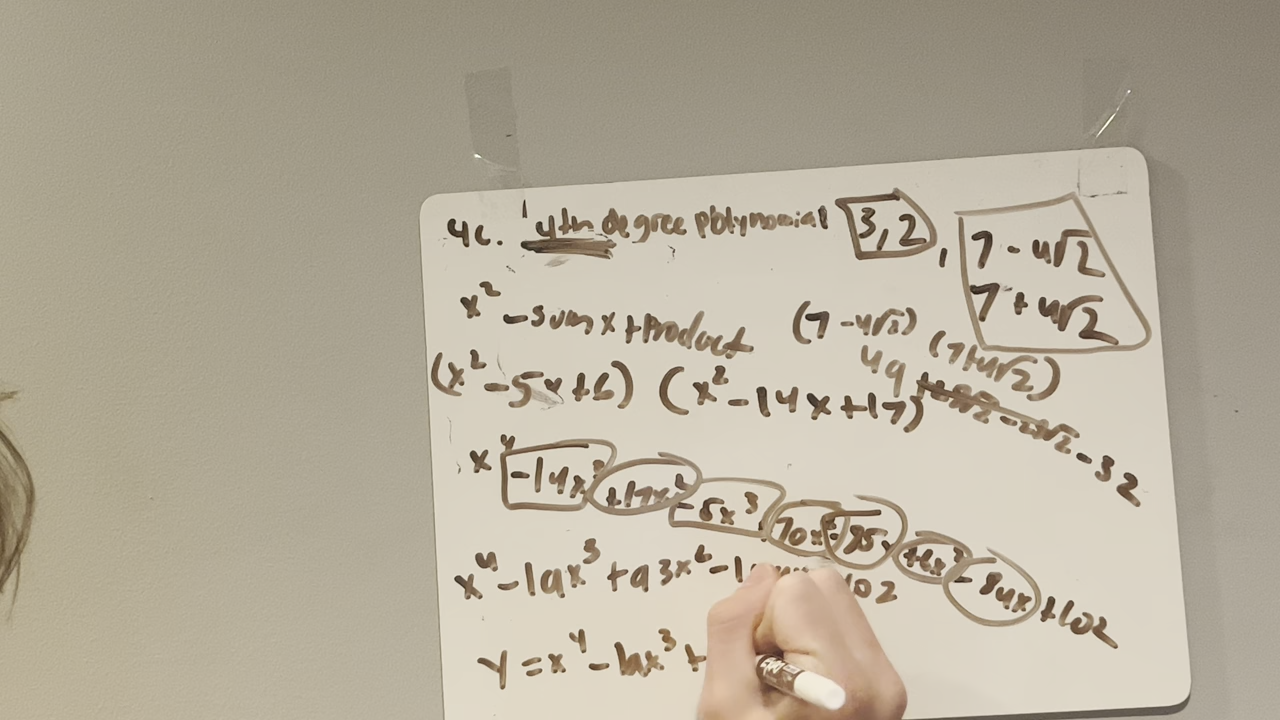 4c. 4th degree polynomial 3, 2, 7 - 4√2
7 + 4√2
x² - sum x + Product (7 - 4√2) (7+4√2)
(x² - 5x + 6) (x² - 14x + 17) 49 - 32
x⁴ - 14x³ + 17x² - 5x³ 70x² - 85 + 6x² - 84x + 102
x⁴ - 19x³ + 93x² - 102
y = x⁴ - 19x³ +
EXPO